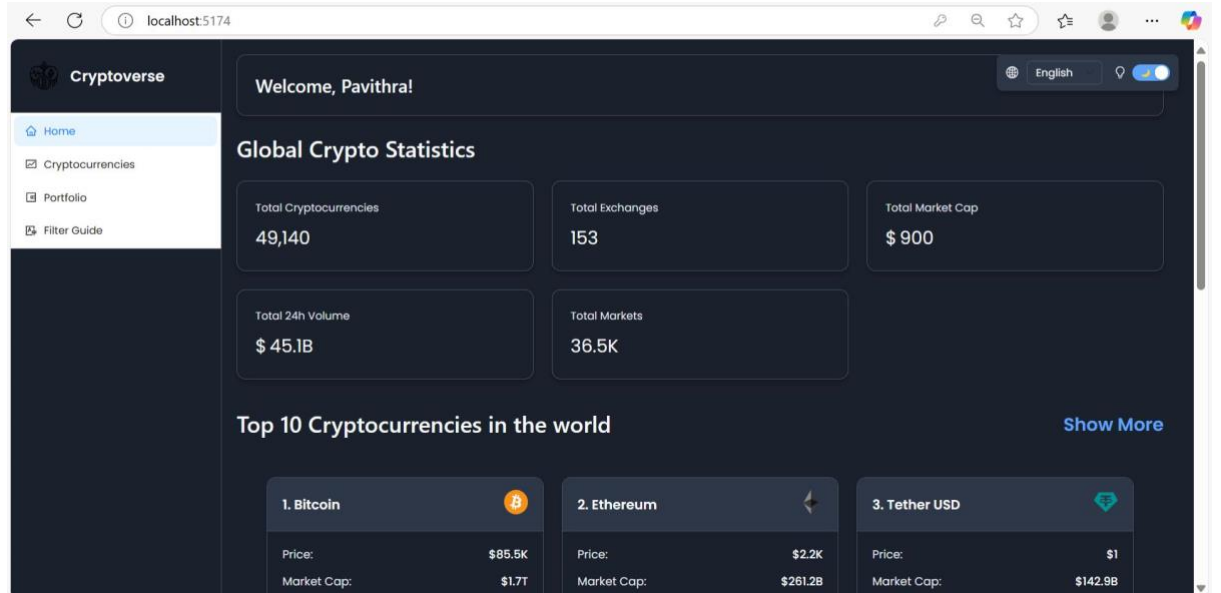 localhost:5174
Cryptoverse
Home
Cryptocurrencies
Portfolio
Filter Guide
Welcome, Pavithra!
English
Global Crypto Statistics
Total Cryptocurrencies
49,140
Total Exchanges
153
Total Market Cap
$ 900
Total 24h Volume
$ 45.1B
Total Markets
36.5K
Top 10 Cryptocurrencies in the world
Show More
1. Bitcoin
Price: $85.5K
Market Cap: $1.7T
2. Ethereum
Price: $2.2K
Market Cap: $261.2B
3. Tether USD
Price: $1
Market Cap: $142.9B